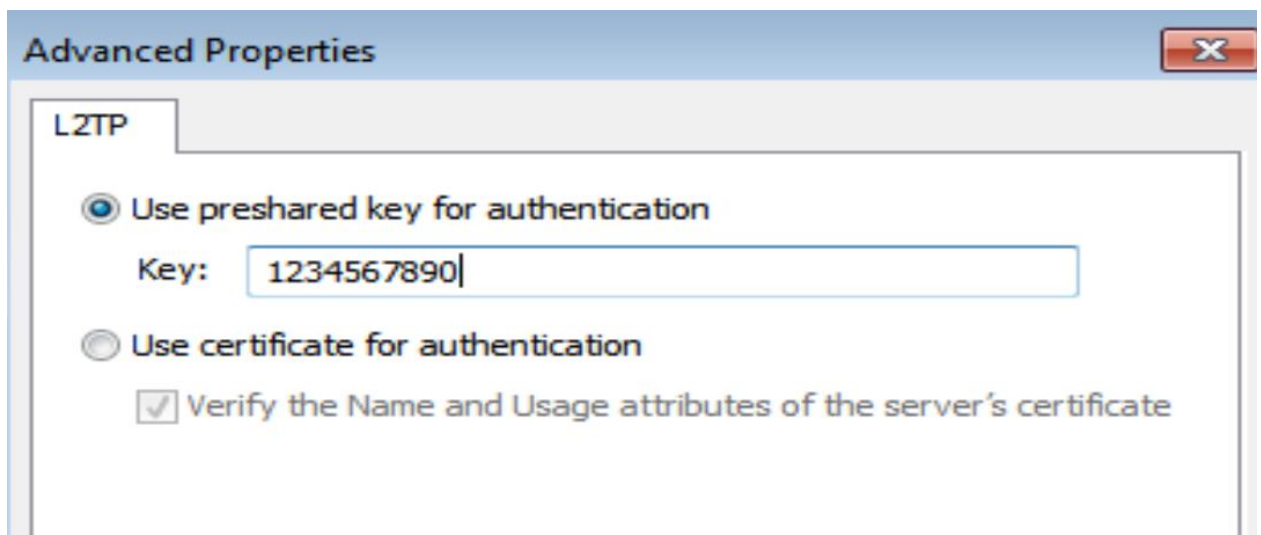 Advanced Properties
L2TP
Use preshared key for authentication
Key: 1234567890
Use certificate for authentication
Verify the Name and Usage attributes of the server's certificate